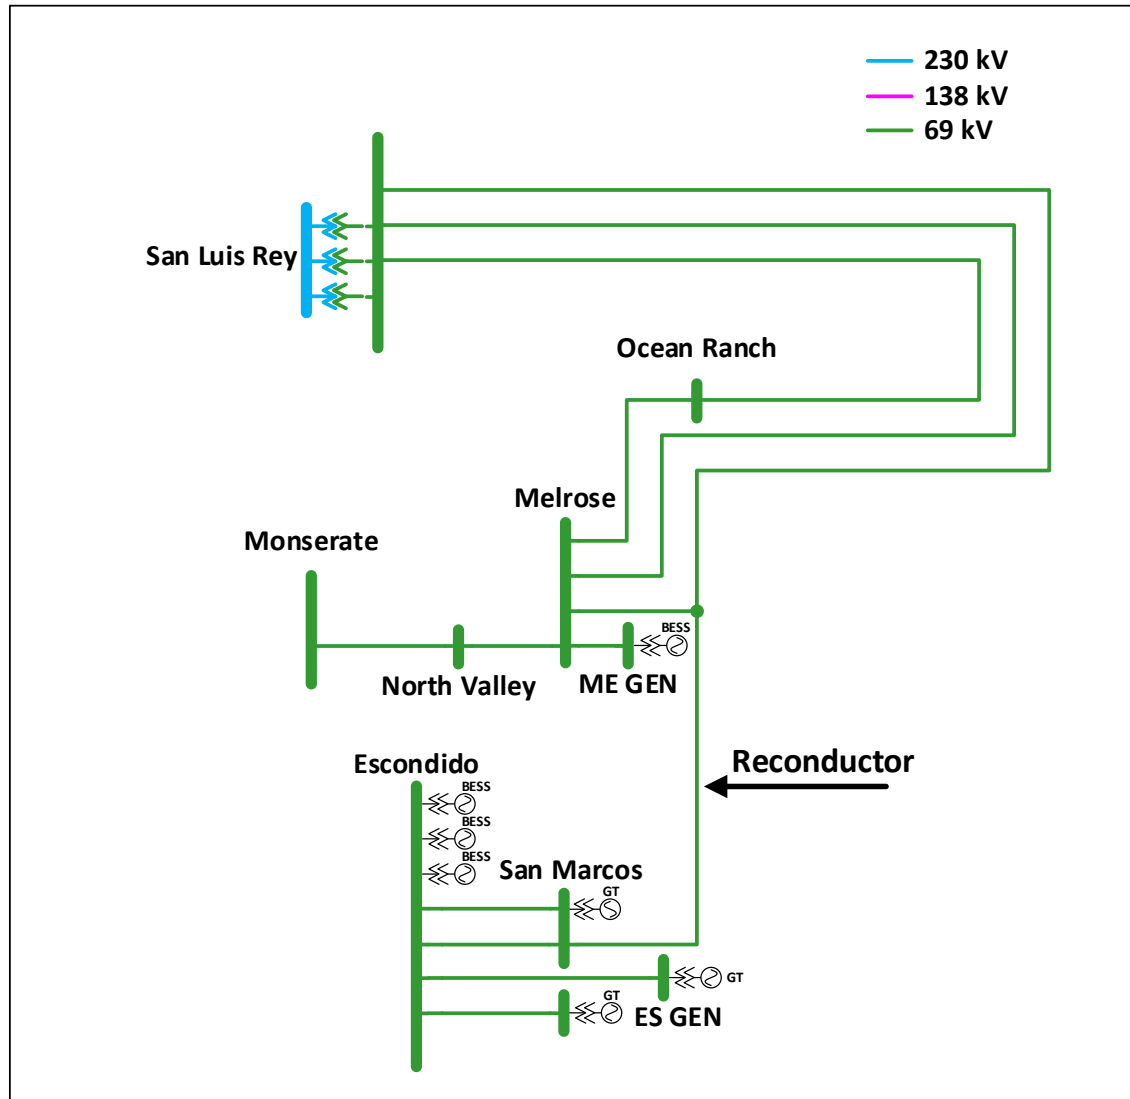 230 kV
138 kV
69 kV
San Luis Rey
Ocean Ranch
Melrose
Monserate
BESS
North Valley
ME GEN
Reconductor
Escondido
BESS
BESS
BESS
San Marcos
GT
GT
GT
ES GEN